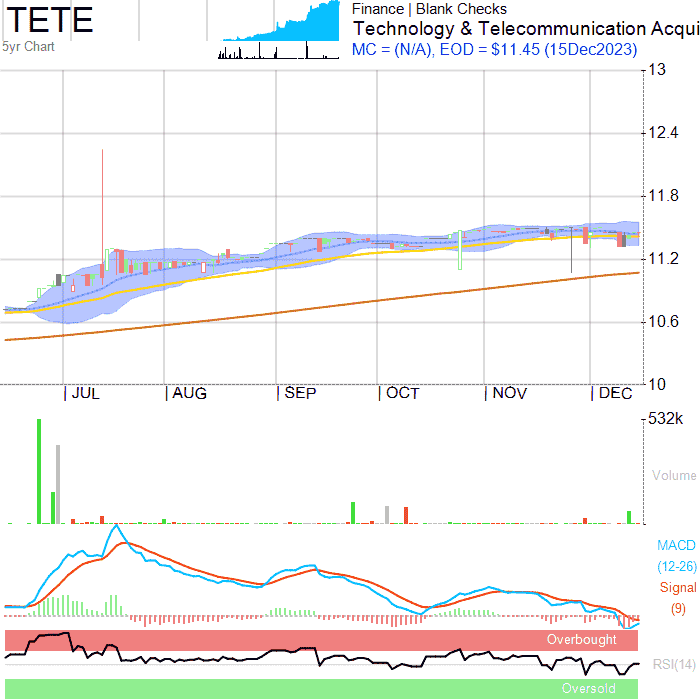 TETE
5yr Chart
Finance | Blank Checks
Technology & Telecommunication Acqui
MC = (N/A), EOD = $11.45 (15Dec2023)
13
12.4
11.8
11.2
10.6
10
JUL AUG SEP OCT NOV DEC
532k
Volume
MACD
(12-26)
Signal
(9)
Overbought
RSI(14)
Oversold